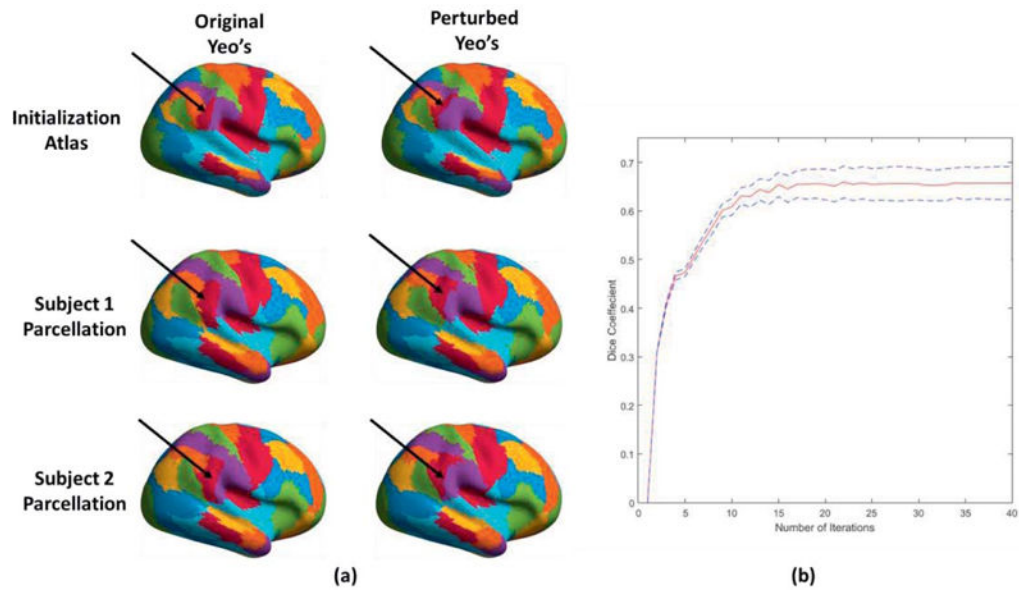 Original
Yeo's
Perturbed
Yeo's
Initialization
Atlas
Subject 1
Parcellation
Subject 2
Parcellation
(a)
0.7
0.6
0.5
0.4
0.3
0.2
0.1
0
Dice Coeffecient
0 5 10 15 20 25 30 35 40
Number of Iterations
(b)